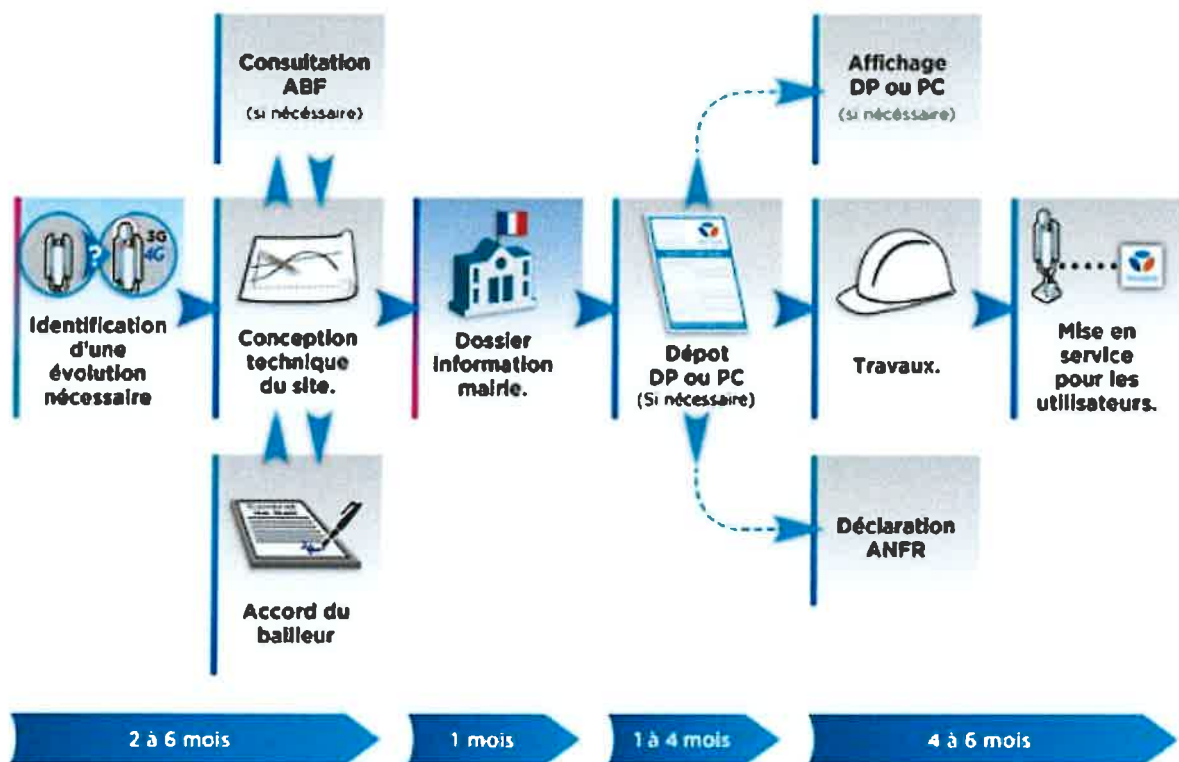 Consultation
ABF
(si nécéssaire)
Affichage
DP ou PC
(si nécéssaire)
?
3G
4G
Identification
d'une
évolution
nécessaire
Conception
technique
du site.
Dossier
information
mairie.
Dépot
DP ou PC
(Si nécessaire)
Travaux.
Mise en
service
pour les
utilisateurs.
Accord du
bailleur
Déclaration
ANFR
2 à 6 mois
1 mois
1 à 4 mois
4 à 6 mois